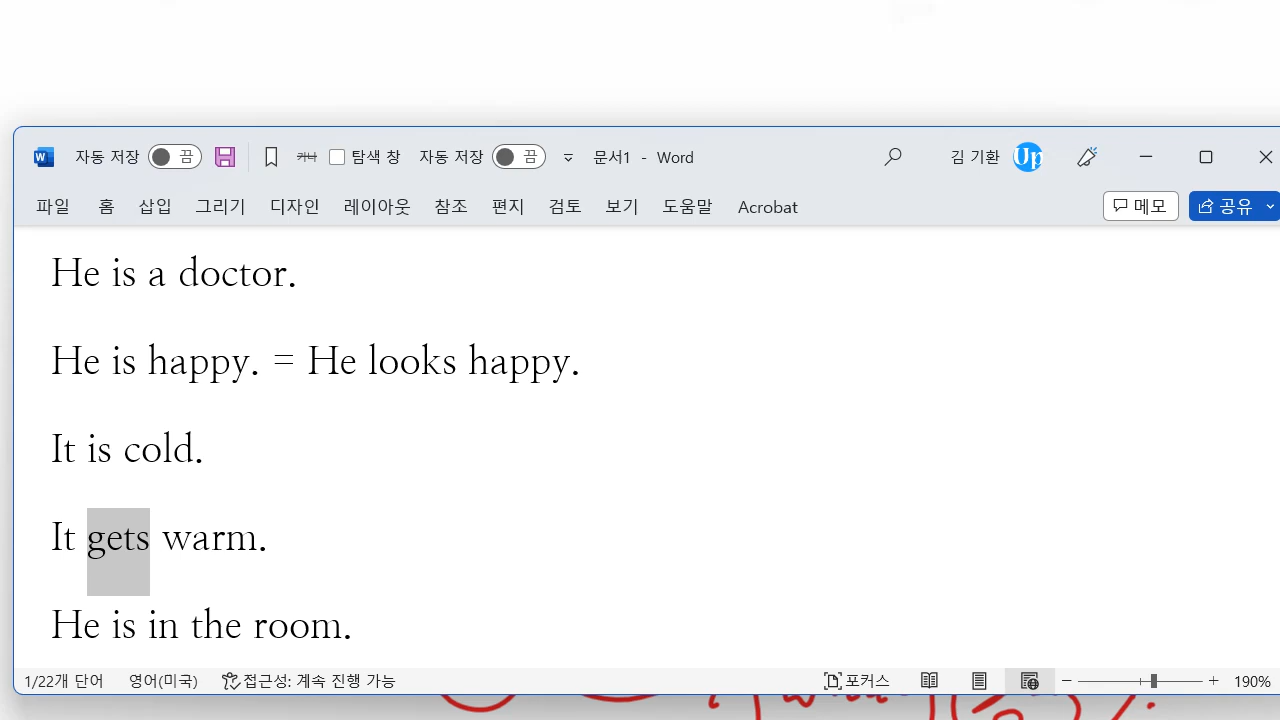 자동 저장 끔 가나 탐색 창 자동 저장 끔 문서1 - Word 김 기환 Up
파일 홈 삽입 그리기 디자인 레이아웃 참조 편지 검토 보기 도움말 Acrobat 메모 공유
He is a doctor.
He is happy. = He looks happy.
It is cold.
It gets warm.
He is in the room.
1/22개 단어 영어(미국) 접근성: 계속 진행 가능 포커스 190%